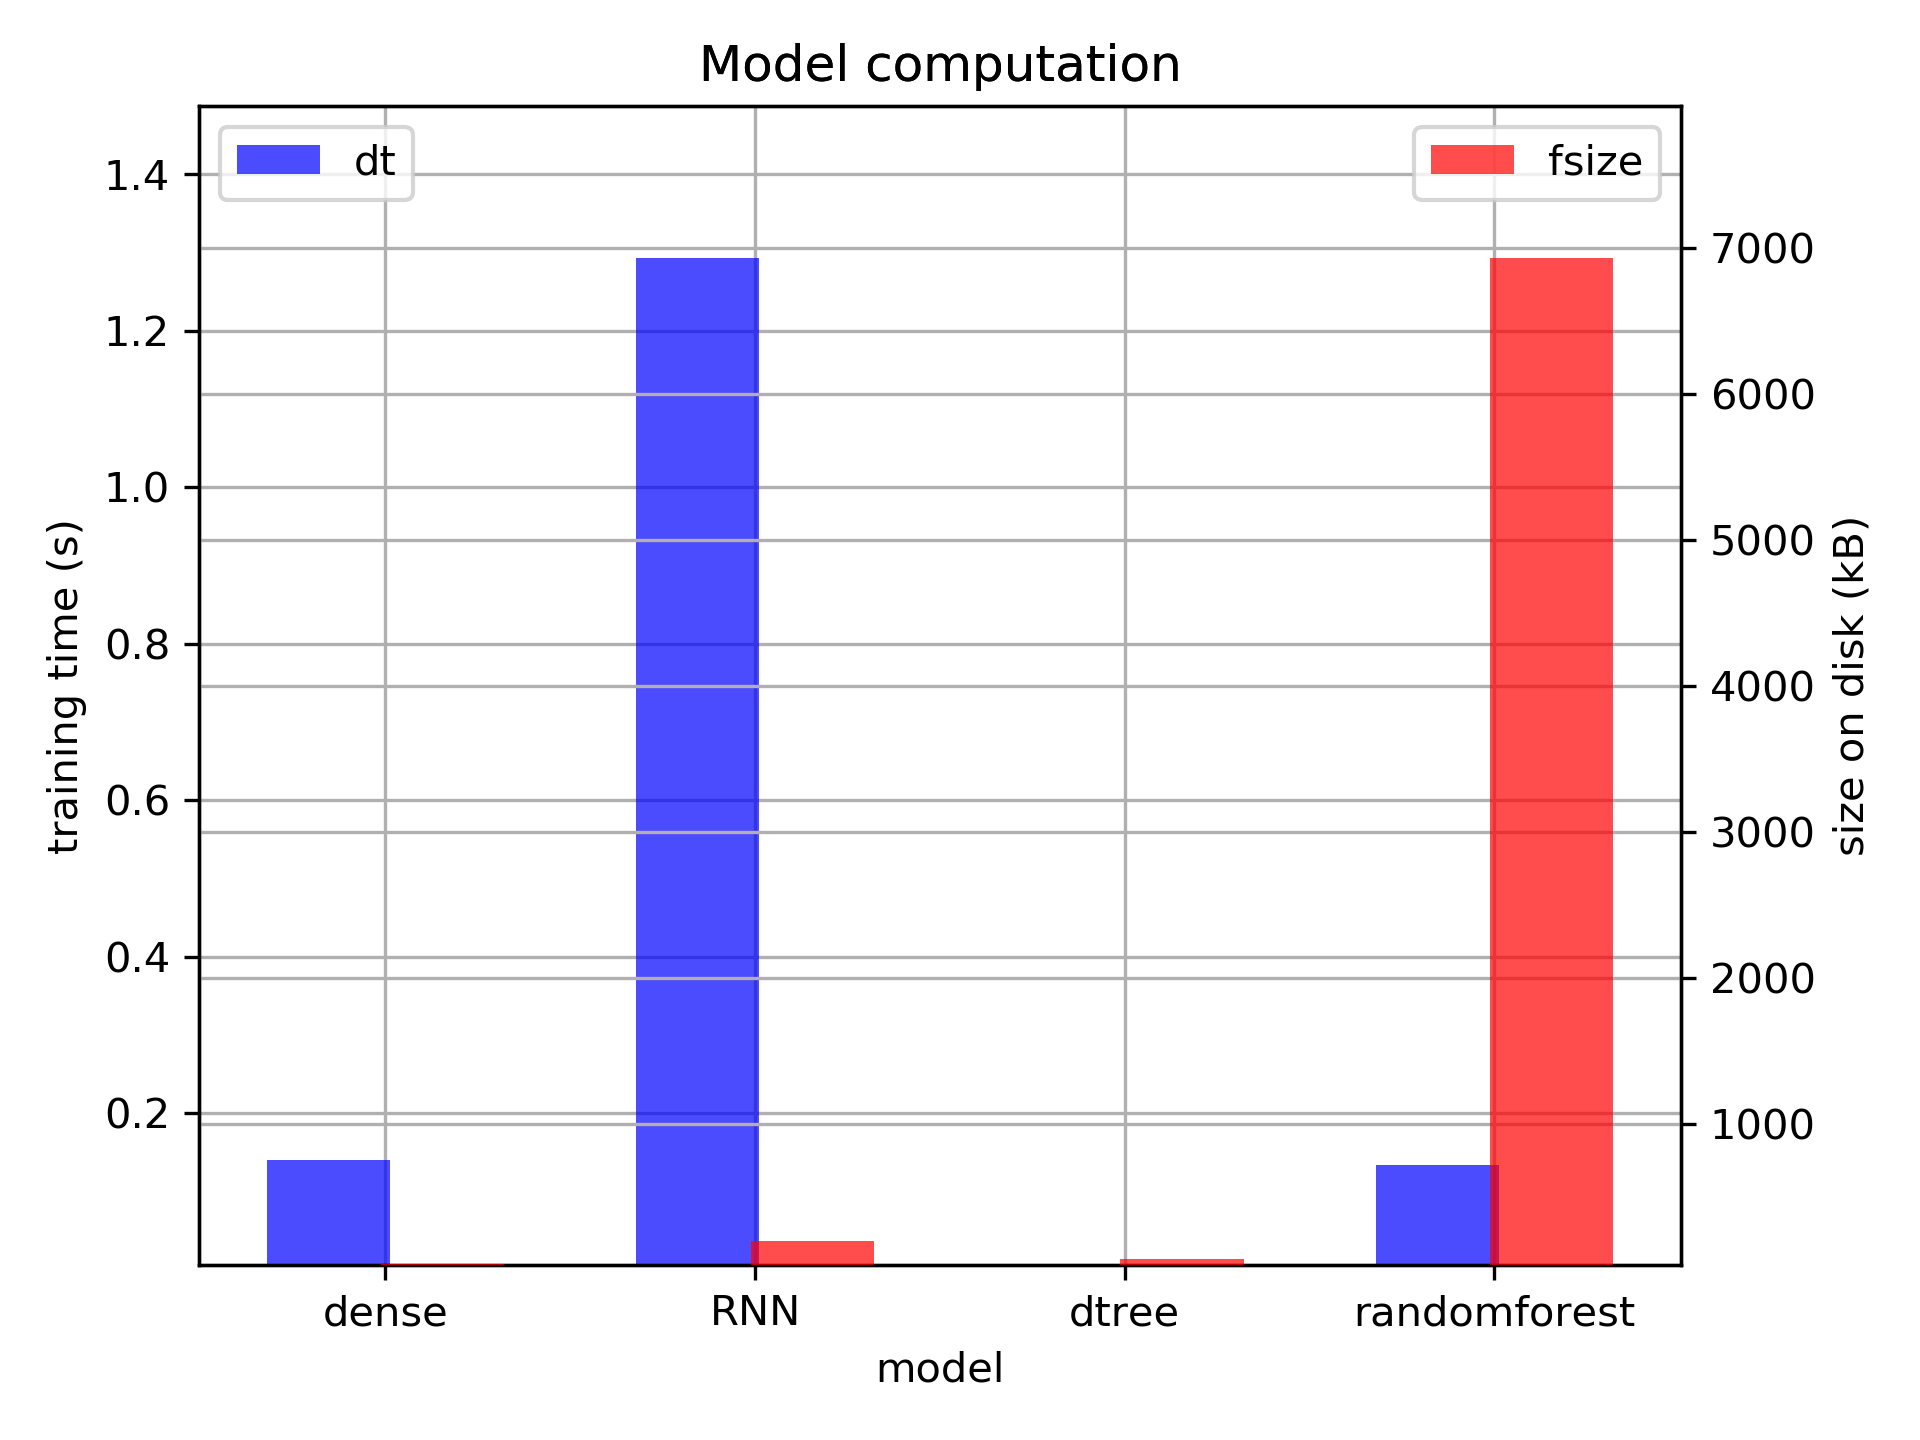 Model computation
dt
fsize
1.4
1.2
1.0
0.8
0.6
0.4
0.2
training time (s)
7000
6000
5000
4000
3000
2000
1000
size on disk (kB)
dense
RNN
dtree
randomforest
model